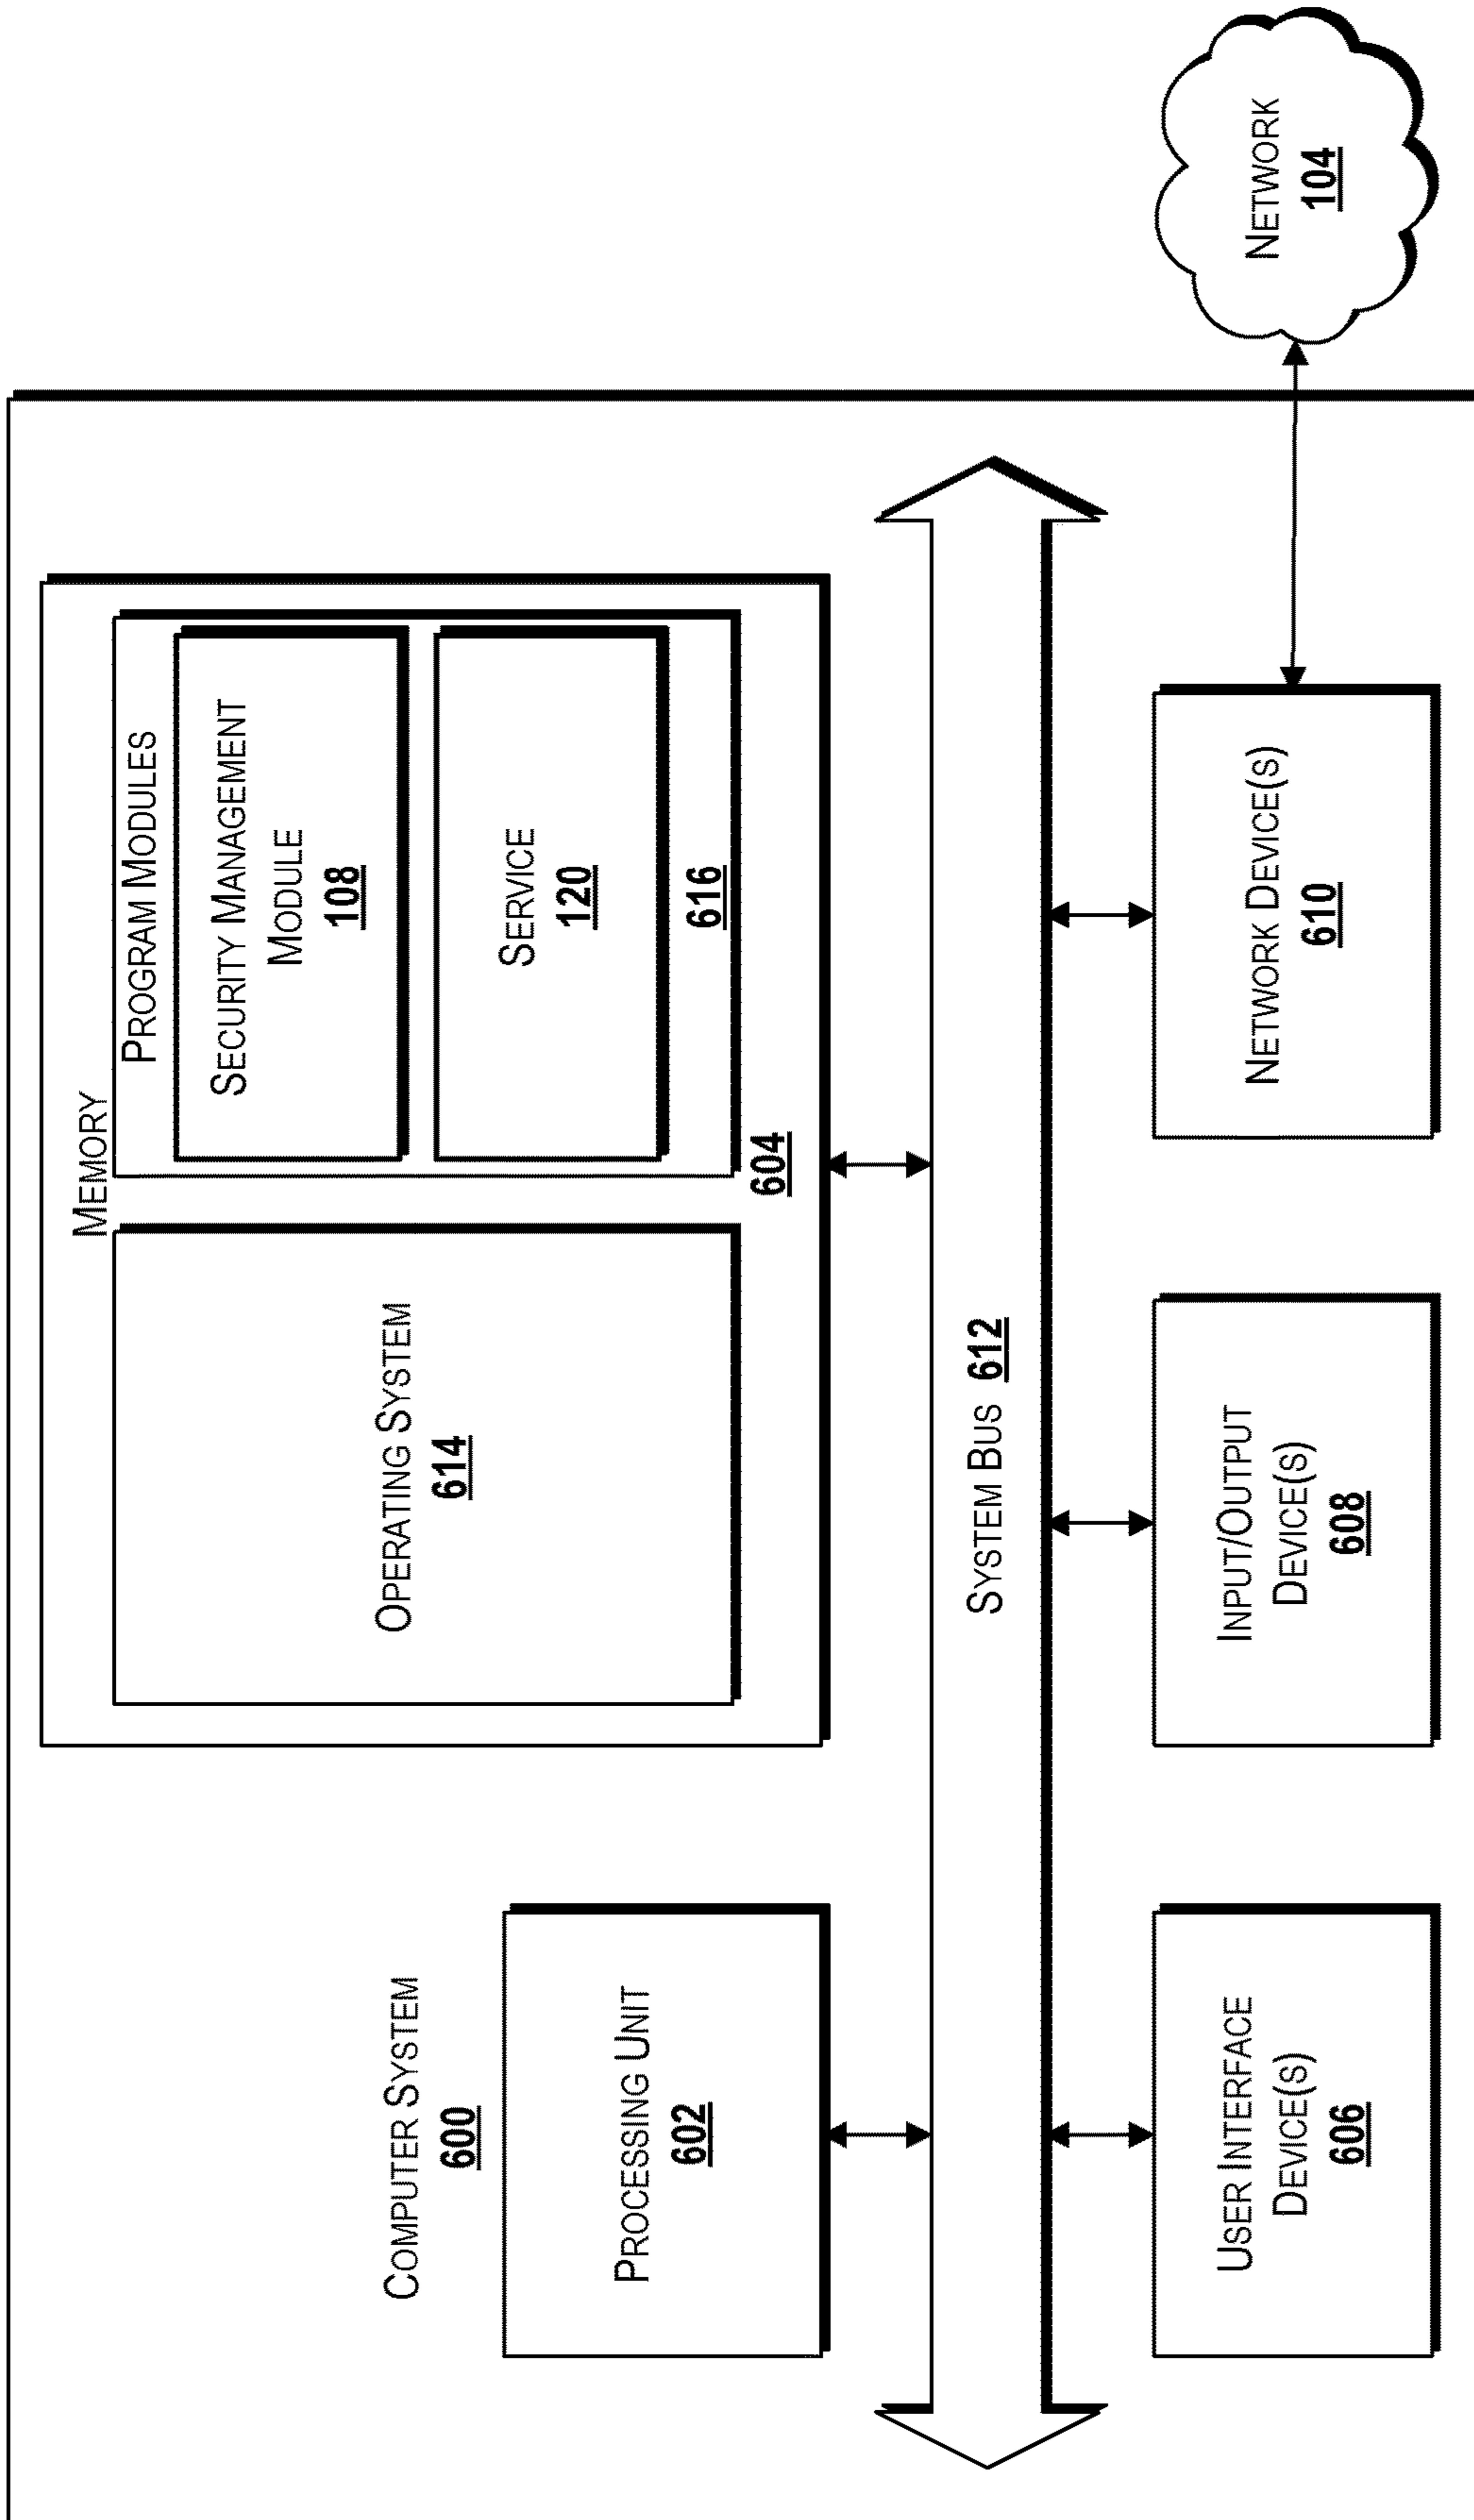 COMPUTER SYSTEM
600
PROCESSING UNIT
602
MEMORY
OPERATING SYSTEM
614
PROGRAM MODULES
SECURITY MANAGEMENT
MODULE
108
SERVICE
120
616
604
SYSTEM BUS 612
USER INTERFACE
DEVICE(S)
606
INPUT/OUTPUT
DEVICE(S)
608
NETWORK DEVICE(S)
610
NETWORK
104